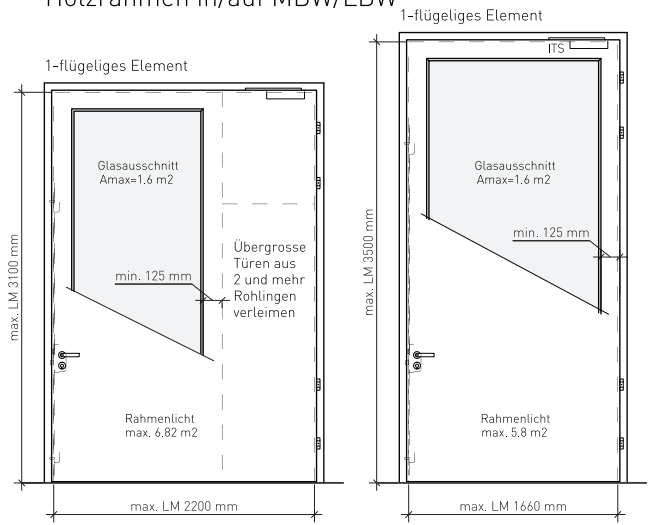 Holzrahmen in/auf MBW/LBW
1-flügeliges Element
max. LM 3100 mm
Glasausschnitt
Amax=1.6 m2
min. 125 mm
Übergrosse
Türen aus
2 und mehr
Rohlingen
verleimen
Rahmenlicht
max. 6.82 m2
max. LM 2200 mm
1-flügeliges Element
ITS
max. LM 3500 mm
Glasausschnitt
Amax=1.6 m2
min. 125 mm
Rahmenlicht
max. 5.8 m2
max. LM 1660 mm